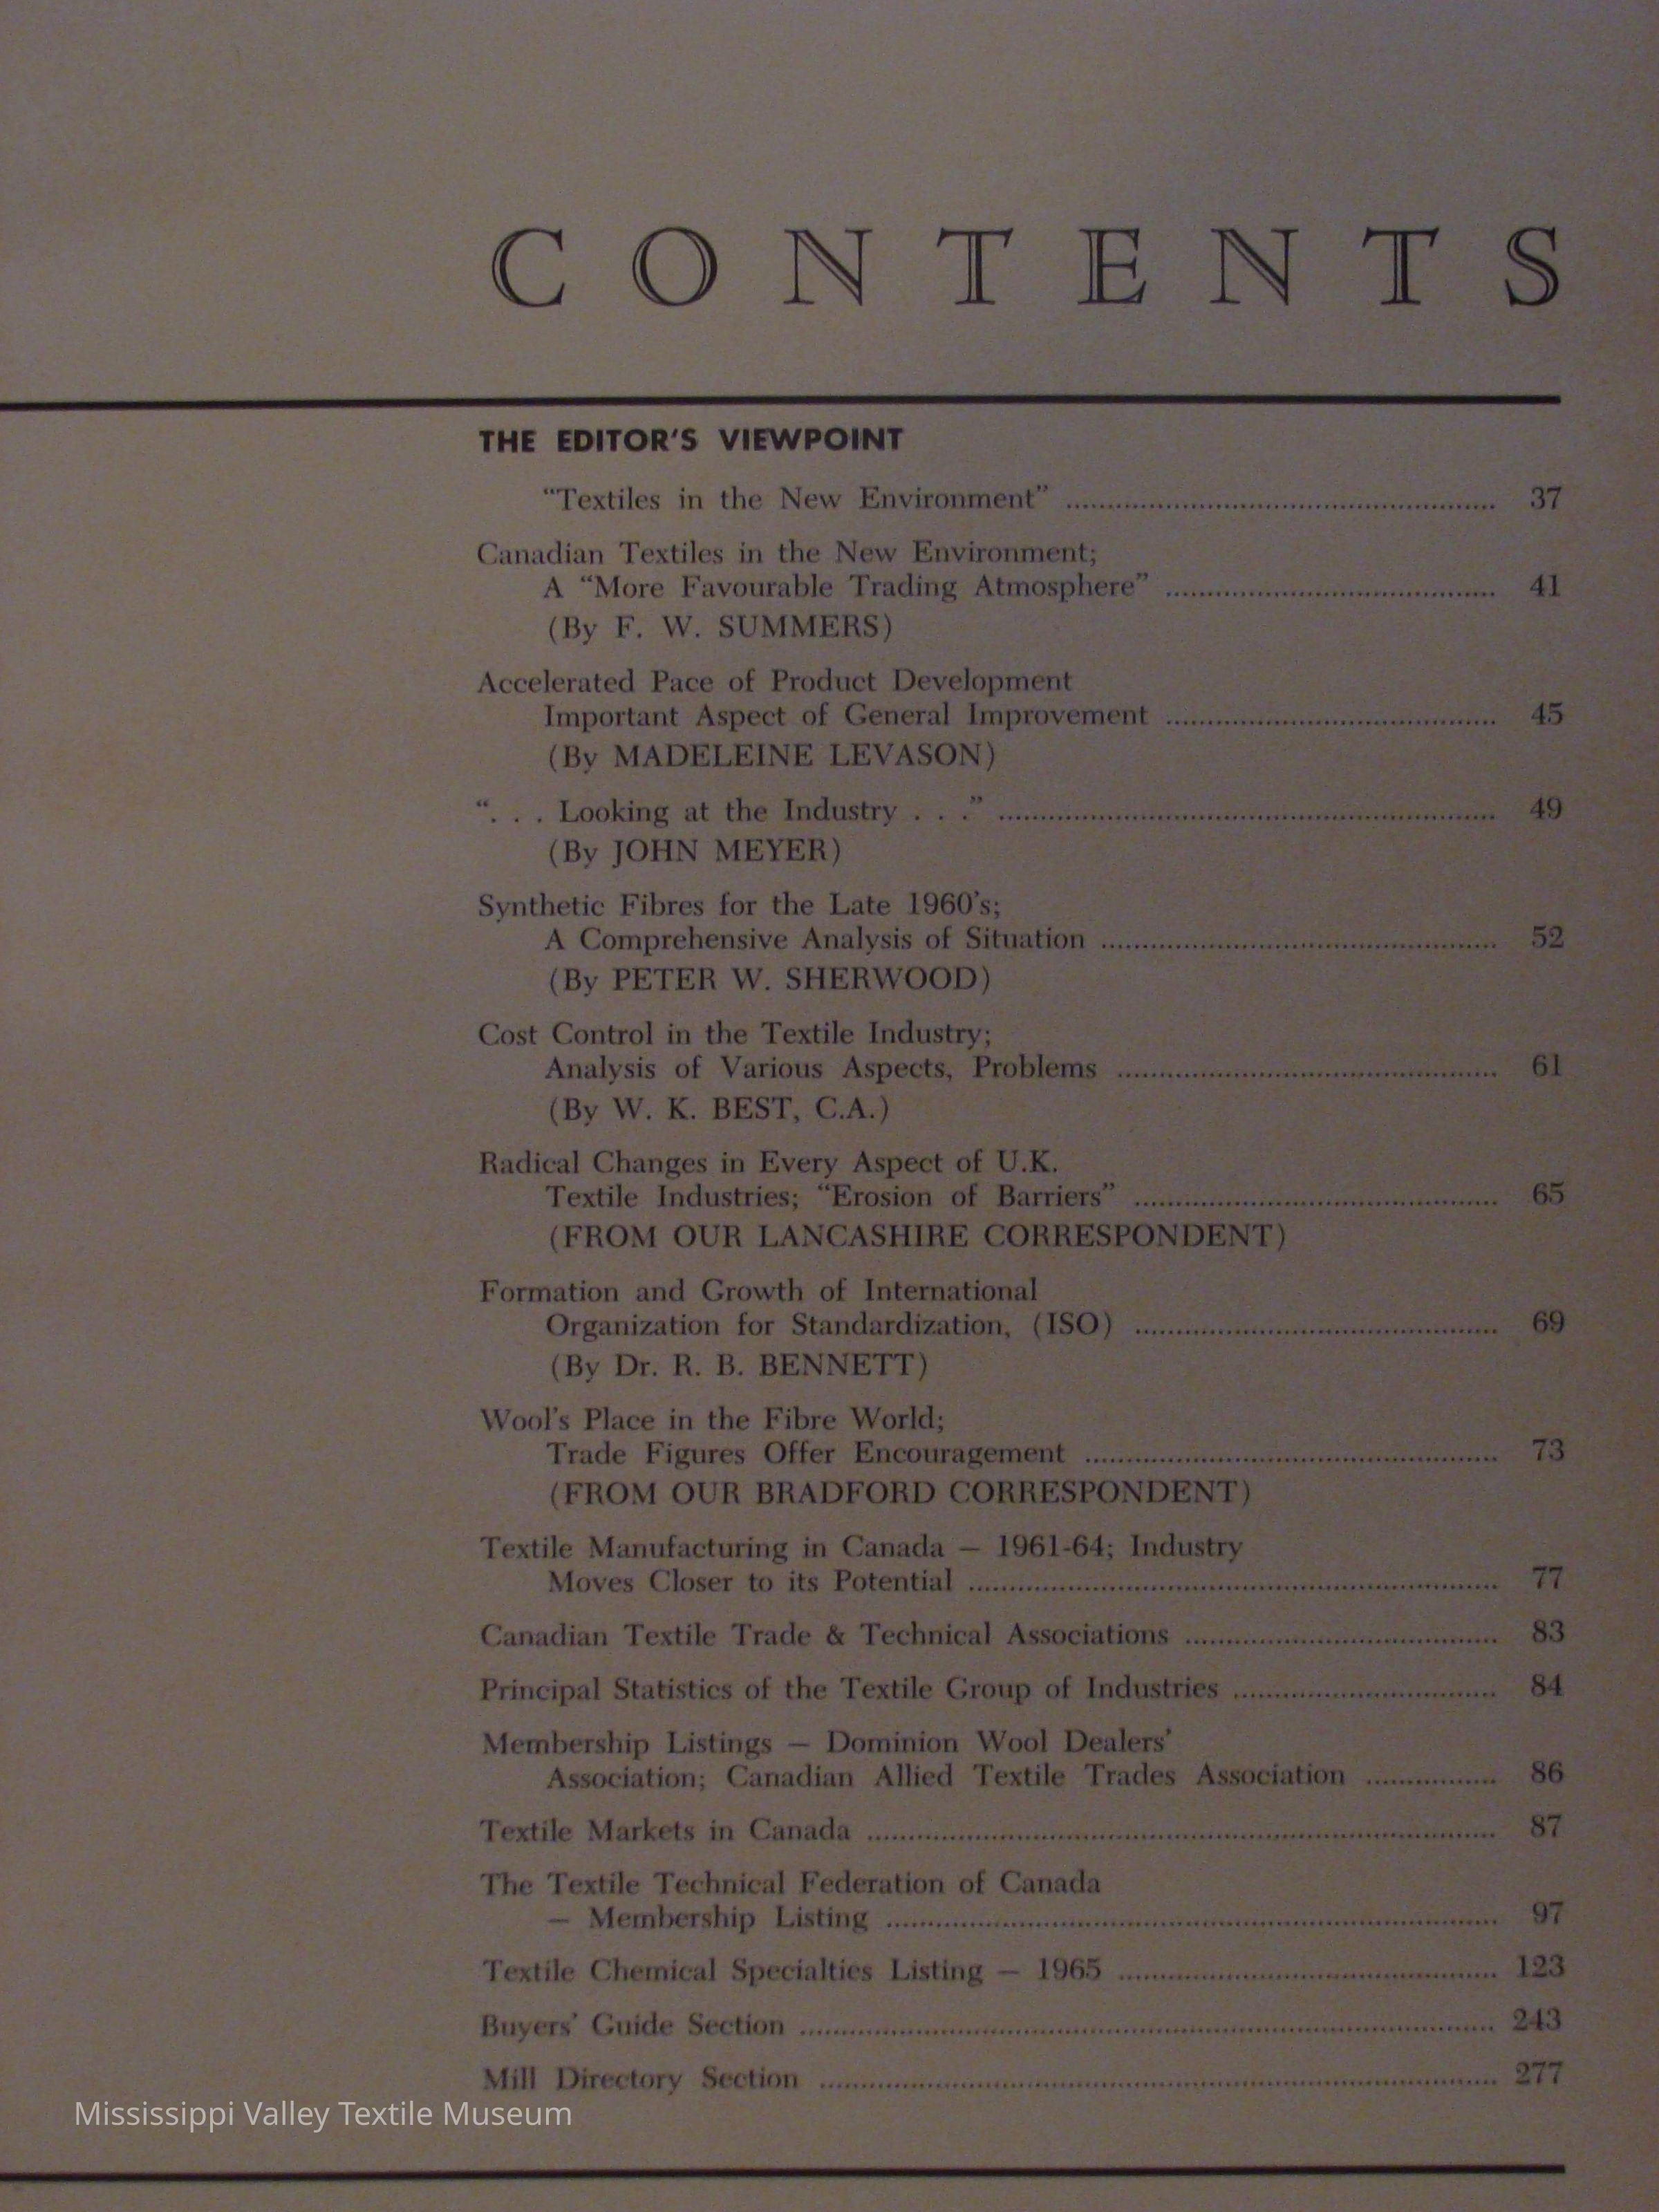 CONTENTS
THE EDITOR'S VIEWPOINT
“Textiles in the New Environment” ........ 37
Canadian Textiles in the New Environment;
A “More Favourable Trading Atmosphere” ........ 41
(By F. W. SUMMERS)
Accelerated Pace of Product Development
Important Aspect of General Improvement ........ 45
(By MADELEINE LEVASON)
“. . . Looking at the Industry . . .” ........ 49
(By JOHN MEYER)
Synthetic Fibres for the Late 1960's;
A Comprehensive Analysis of Situation ........ 52
(By PETER W. SHERWOOD)
Cost Control in the Textile Industry;
Analysis of Various Aspects, Problems ........ 61
(By W. K. BEST, C.A.)
Radical Changes in Every Aspect of U.K.
Textile Industries; “Erosion of Barriers” ........ 65
(FROM OUR LANCASHIRE CORRESPONDENT)
Formation and Growth of International
Organization for Standardization, (ISO) ........ 69
(By Dr. R. B. BENNETT)
Wool's Place in the Fibre World;
Trade Figures Offer Encouragement ........ 73
(FROM OUR BRADFORD CORRESPONDENT)
Textile Manufacturing in Canada — 1961-64; Industry
Moves Closer to its Potential ........ 77
Canadian Textile Trade & Technical Associations ........ 83
Principal Statistics of the Textile Group of Industries ........ 84
Membership Listings — Dominion Wool Dealers'
Association; Canadian Allied Textile Trades Association ........ 86
Textile Markets in Canada ........ 87
The Textile Technical Federation of Canada
— Membership Listing ........ 97
Textile Chemical Specialties Listing — 1965 ........ 123
Buyers' Guide Section ........ 243
Mill Directory Section ........ 277
Mississippi Valley Textile Museum